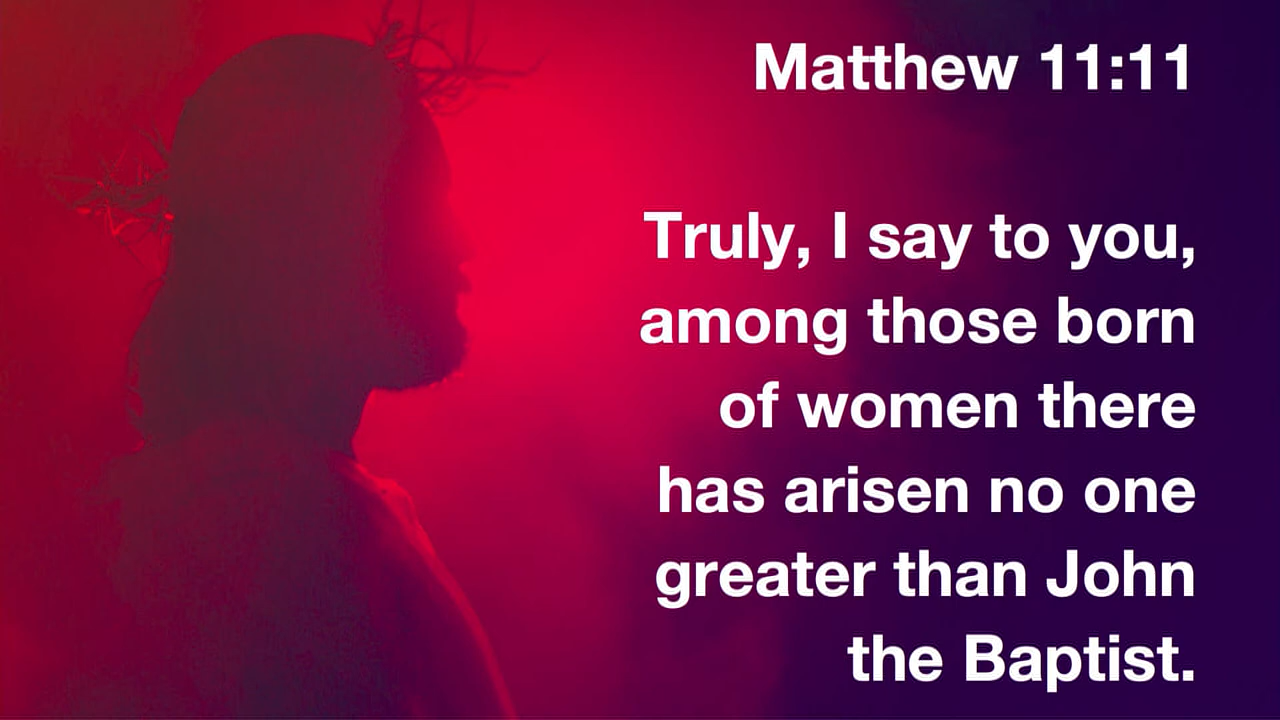 Matthew 11:11
Truly, I say to you,
among those born
of women there
has arisen no one
greater than John
the Baptist.